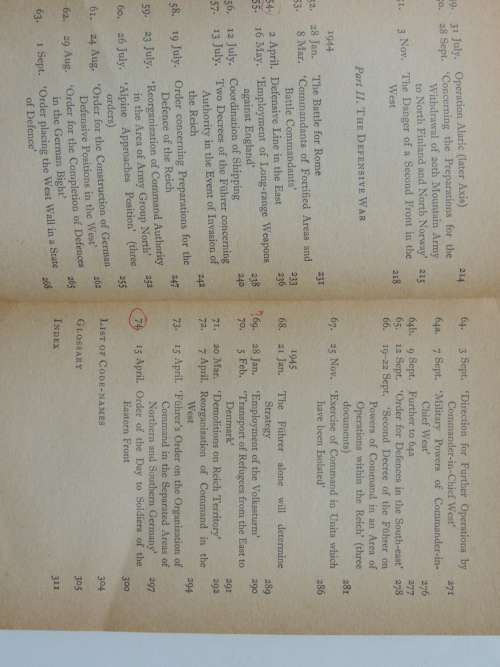 31 July. Operation Alaric (later Axis) 214
28 Sept. 'Concerning the Preparations for the
Withdrawal of 20th Mountain Army
to North Finland and North Norway' 215
3 Nov. The Danger of a Second Front in the
West 218
Part II. THE DEFENSIVE WAR
1944
28 Jan. The Battle for Rome 231
8 Mar. 'Commandants of Fortified Areas and
Battle Commandants' 233
2 April. Defensive Line in the East 236
55. 16 May. 'Employment of Long-range Weapons
against England' 238
56. 12 July. Coordination of Shipping 240
57. 13 July. Two Decrees of the Führer concerning
Authority in the Event of Invasion of
the Reich 242
58. 19 July. Order concerning Preparations for the
Defence of the Reich 247
59. 23 July. 'Reorganization of Command Authority
in the Area of Army Group North' 252
60. 26 July. 'Alpine Approaches Position' (three
orders) 255
61. 24 Aug. 'Order for the Construction of German
Defensive Positions in the West' 262
62. 29 Aug. 'Order for the Completion of Defences
in the German Bight' 265
63. 1 Sept. 'Order placing the West Wall in a State
of Defence' 268
64. 3 Sept. 'Direction for Further Operations by
Commander-in-Chief West' 271
64a. 7 Sept. 'Military Powers of Commander-in-
Chief West' 276
64b. 9 Sept. Further to 64a 277
65. 12 Sept. 'Order for Defences in the South-east' 278
66. 19-22 Sept. 'Second Decree of the Führer on
Powers of Command in an Area of
Operations within the Reich' (three
documents) 281
67. 25 Nov. 'Exercise of Command in Units which
have been Isolated' 286
1945
68. 21 Jan. The Führer alone will determine
Strategy 289
69. 28 Jan. 'Employment of the Volkssturm' 290
70. 5 Feb. 'Transport of Refugees from the East to
Denmark' 291
71. 20 Mar. 'Demolitions on Reich Territory' 292
72. 7 April. Reorganization of Command in the
West 294
73. 15 April. 'Führer's Order on the Organization of
Command in the Separated Areas of
Northern and Southern Germany' 297
74. 15 April. Order of the Day to Soldiers of the
Eastern Front 300
LIST OF CODE-NAMES 304
GLOSSARY 305
INDEX 311